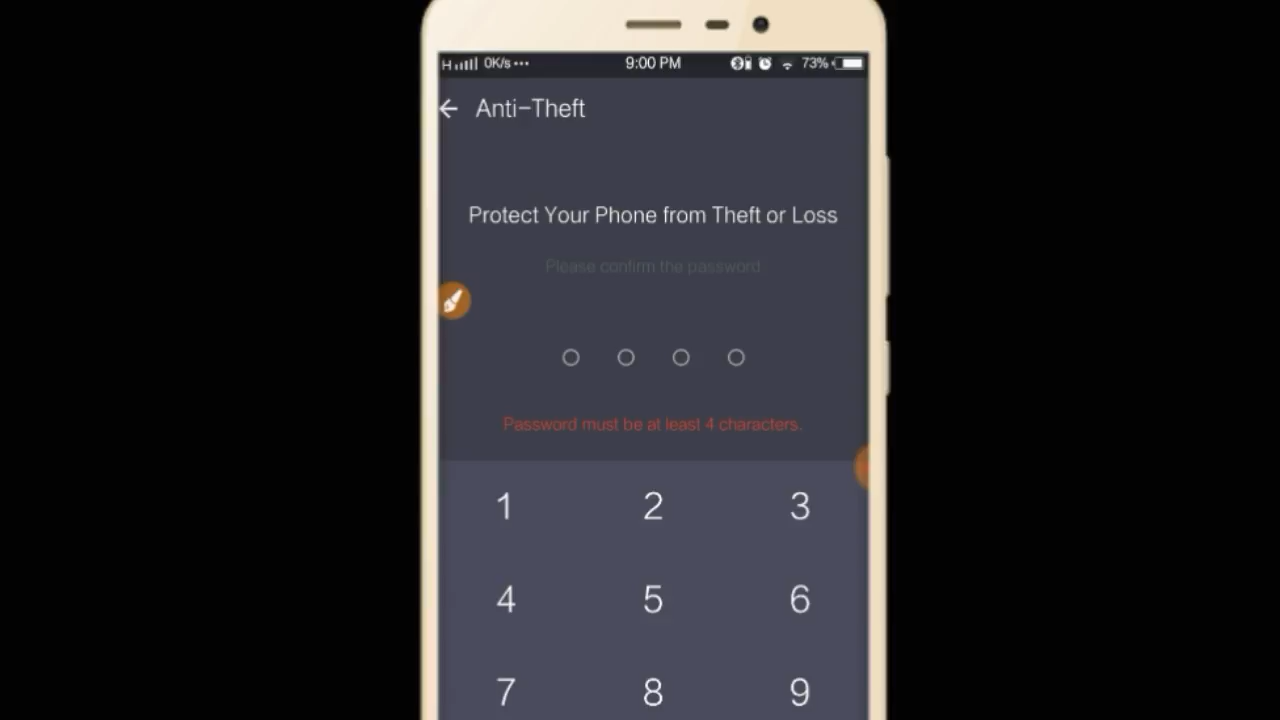 H 0K/s... 9:00 PM 73%
Anti-Theft
Protect Your Phone from Theft or Loss
Please confirm the password
Password must be at least 4 characters.
1 2 3
4 5 6
7 8 9